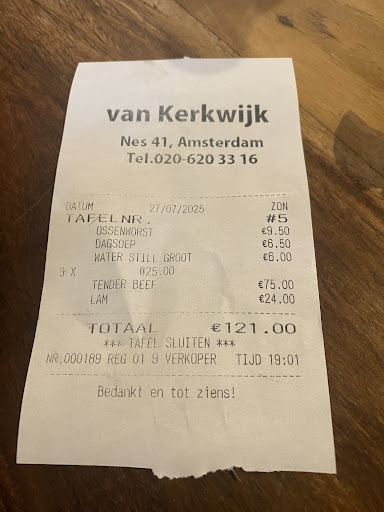 van Kerkwijk
Nes 41, Amsterdam
Tel.020-620 33 16
DATUM 27/07/2025 ZON
TAFELNR. #5
OSSENWORST €9.50
DAGSOEP €6.50
WATER STILL GROOT €6.00
3 X @25.00
TENDER BEEF €75.00
LAM €24.00
TOTAAL €121.00
*** TAFEL SLUITEN ***
NR.000189 REG 01 9 VERKOPER TIJD 19:01
Bedankt en tot ziens!